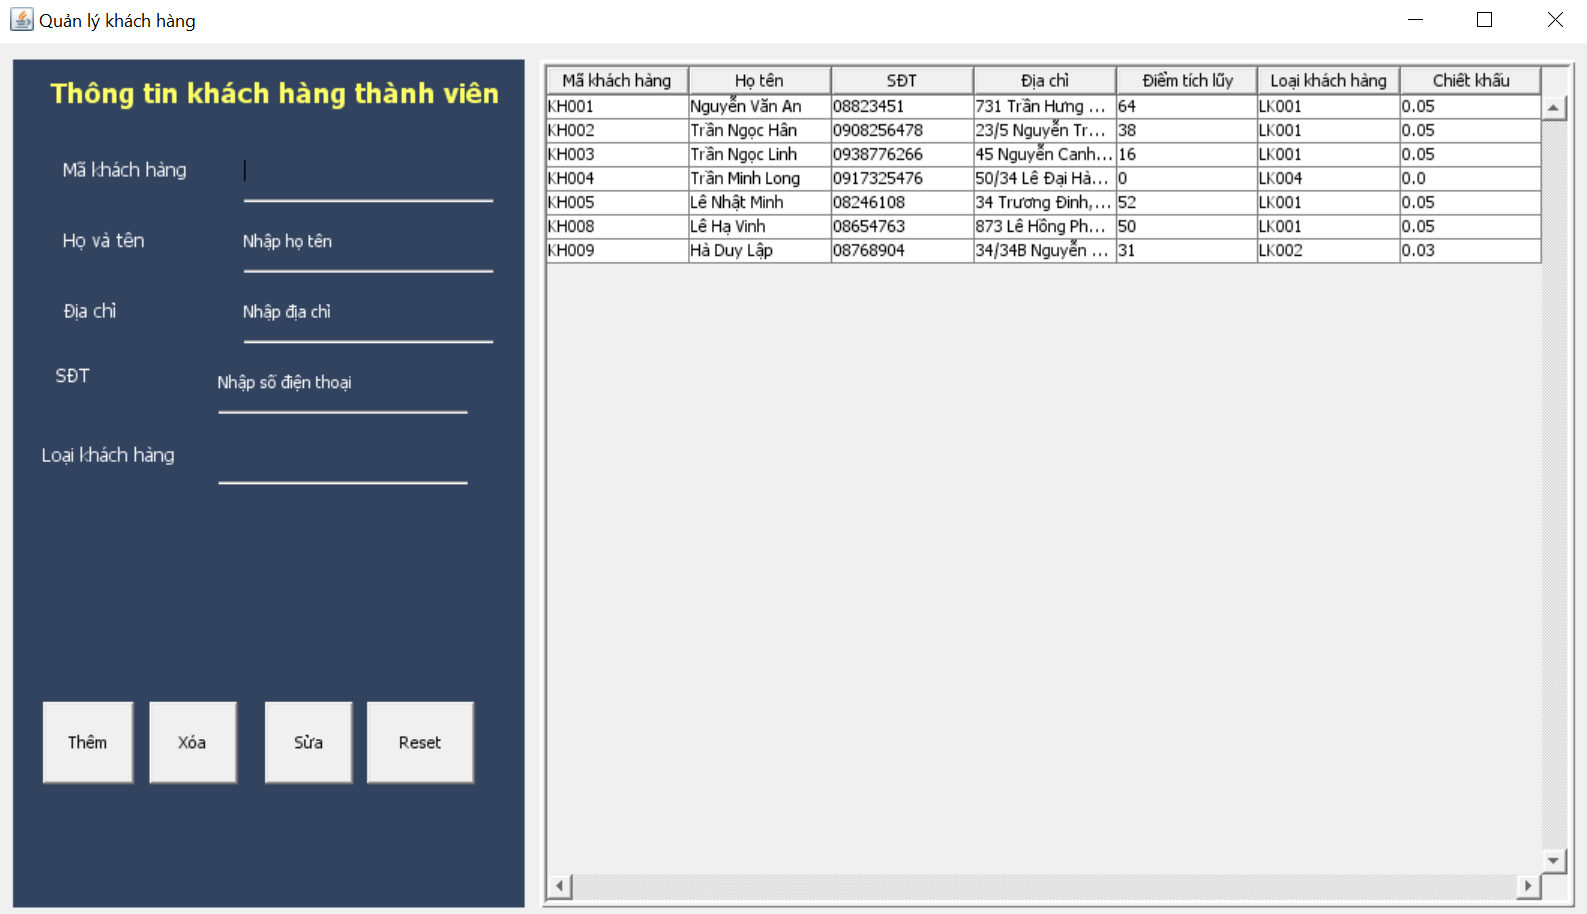 Quản lý khách hàng
Thông tin khách hàng thành viên
Mã khách hàng
Họ và tên Nhập họ tên
Địa chỉ Nhập địa chỉ
SĐT Nhập số điện thoại
Loại khách hàng
Thêm Xóa Sửa Reset
Mã khách hàng Họ tên SĐT Địa chỉ Điểm tích lũy Loại khách hàng Chiết khấu
KH001 Nguyễn Văn An 08823451 731 Trần Hưng ... 64 LK001 0.05
KH002 Trần Ngọc Hân 0908256478 23/5 Nguyễn Tr... 38 LK001 0.05
KH003 Trần Ngọc Linh 0938776266 45 Nguyễn Canh... 16 LK001 0.05
KH004 Trần Minh Long 0917325476 50/34 Lê Đại Hà... 0 LK004 0.0
KH005 Lê Nhật Minh 08246108 34 Trương Đinh,... 52 LK001 0.05
KH008 Lê Hạ Vinh 08654763 873 Lê Hồng Ph... 50 LK001 0.05
KH009 Hà Duy Lập 08768904 34/34B Nguyễn ... 31 LK002 0.03